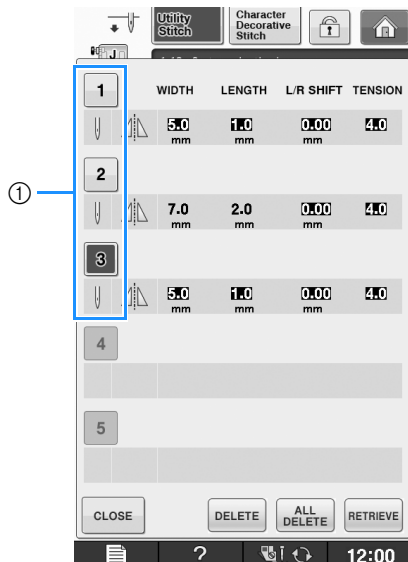 Utility Stitch
Character Decorative Stitch
J
1
WIDTH LENGTH L/R SHIFT TENSION
5.0 mm 1.0 mm 0.00 mm 4.0
2
7.0 mm 2.0 mm 0.00 mm 4.0
①
3
5.0 mm 1.0 mm 0.00 mm 4.0
4
5
CLOSE DELETE ALL DELETE RETRIEVE
? 12:00